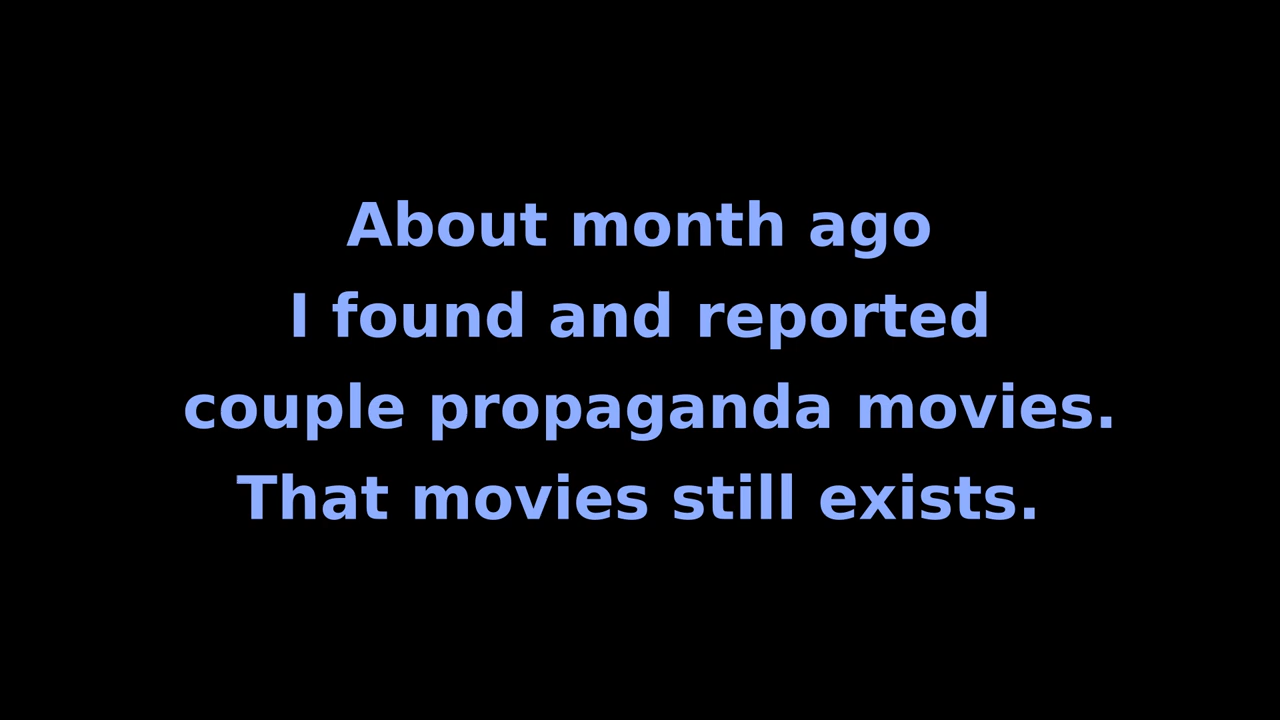 About month ago
I found and reported
couple propaganda movies.
That movies still exists.